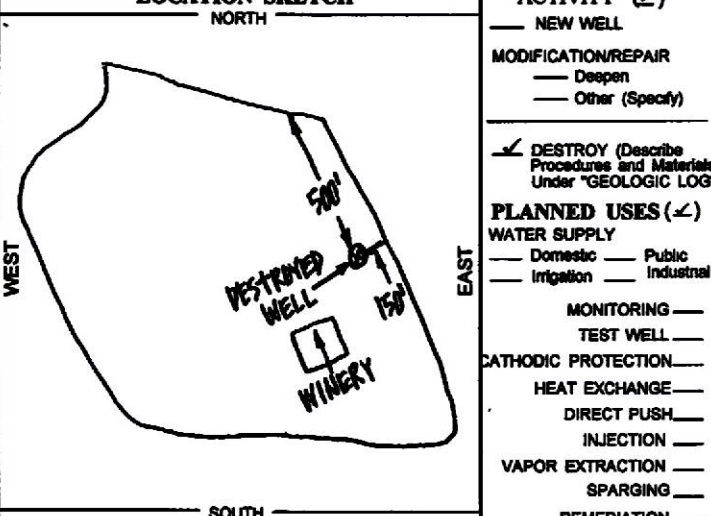 LOCATION SKETCH
NORTH
WEST
EAST
500'
DESTROYED
WELL
150'
WINERY
SOUTH
ACTIVITY (✓)
NEW WELL
MODIFICATION/REPAIR
Deepen
Other (Specify)
✓ DESTROY (Describe
Procedures and Materials
Under "GEOLOGIC LOG"
PLANNED USES (✓)
WATER SUPPLY
Domestic Public
Irrigation Industrial
MONITORING
TEST WELL
CATHODIC PROTECTION
HEAT EXCHANGE
DIRECT PUSH
INJECTION
VAPOR EXTRACTION
SPARGING
REMEDIATION